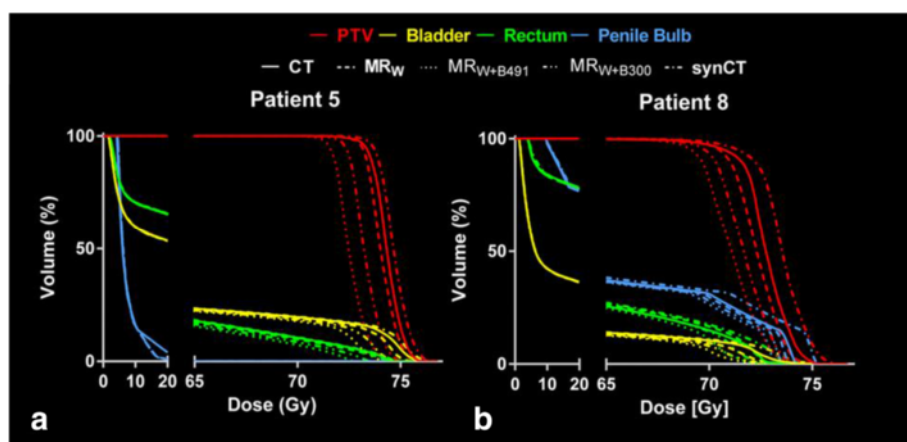 PTV Bladder Rectum Penile Bulb
CT MRW MRW+B491 MRW+B300 synCT
Patient 5
Patient 8
100
50
0
Volume (%)
0 10 20 65 70 75
Dose (Gy)
a
100
50
0
Volume (%)
0 10 20 65 70 75
Dose [Gy]
b